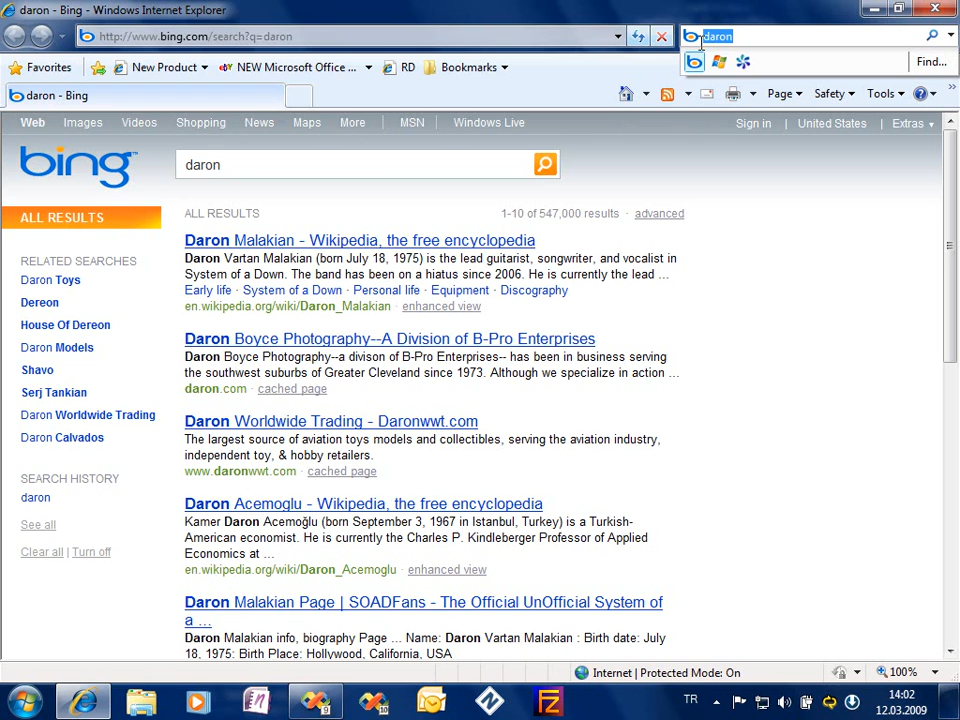 daron - Bing - Windows Internet Explorer
http://www.bing.com/search?q=daron
daron
Favorites
New Product
NEW Microsoft Office ...
RD
Bookmarks
Find...
daron - Bing
Page
Safety
Tools
Web
Images
Videos
Shopping
News
Maps
More
MSN
Windows Live
Sign in
United States
Extras
bing
daron
ALL RESULTS
ALL RESULTS
1-10 of 547,000 results · advanced
RELATED SEARCHES
Daron Toys
Dereon
House Of Dereon
Daron Models
Shavo
Serj Tankian
Daron Worldwide Trading
Daron Calvados
SEARCH HISTORY
daron
See all
Clear all | Turn off
Daron Malakian - Wikipedia, the free encyclopedia
Daron Vartan Malakian (born July 18, 1975) is the lead guitarist, songwriter, and vocalist in
System of a Down. The band has been on a hiatus since 2006. He is currently the lead ...
Early life · System of a Down · Personal life · Equipment · Discography
en.wikipedia.org/wiki/Daron_Malakian · enhanced view
Daron Boyce Photography--A Division of B-Pro Enterprises
Daron Boyce Photography--a divison of B-Pro Enterprises-- has been in business serving
the southwest suburbs of Greater Cleveland since 1973. Although we specialize in action ...
daron.com · cached page
Daron Worldwide Trading - Daronwwt.com
The largest source of aviation toys models and collectibles, serving the aviation industry,
independent toy, & hobby retailers.
www.daronwwt.com · cached page
Daron Acemoglu - Wikipedia, the free encyclopedia
Kamer Daron Acemoğlu (born September 3, 1967 in Istanbul, Turkey) is a Turkish-
American economist. He is currently the Charles P. Kindleberger Professor of Applied
Economics at ...
en.wikipedia.org/wiki/Daron_Acemoglu · enhanced view
Daron Malakian Page | SOADFans - The Official UnOfficial System of
a ...
Daron Malakian info, biography Page ... Name: Daron Vartan Malakian : Birth date: July
18, 1975: Birth Place: Hollywood, California, USA
Internet | Protected Mode: On
100%
TR
14:02
12.03.2009